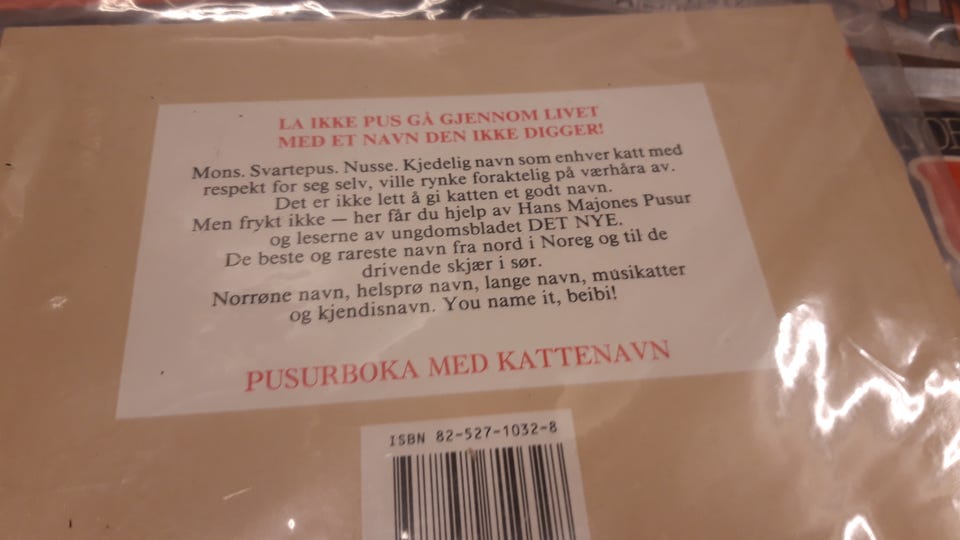 LA IKKE PUS GÅ GJENNOM LIVET
MED ET NAVN DEN IKKE DIGGER!
Mons. Svartepus. Nusse. Kjedelig navn som enhver katt med
respekt for seg selv, ville rynke foraktelig på værhåra av.
Det er ikke lett å gi katten et godt navn.
Men frykt ikke — her får du hjelp av Hans Majones Pusur
og leserne av ungdomsbladet DET NYE.
De beste og rareste navn fra nord i Noreg og til de
drivende skjær i sør.
Norrøne navn, helsprø navn, lange navn, musikatter
og kjendisnavn. You name it, beibi!
PUSURBOKA MED KATTENAVN
ISBN 82-527-1032-8